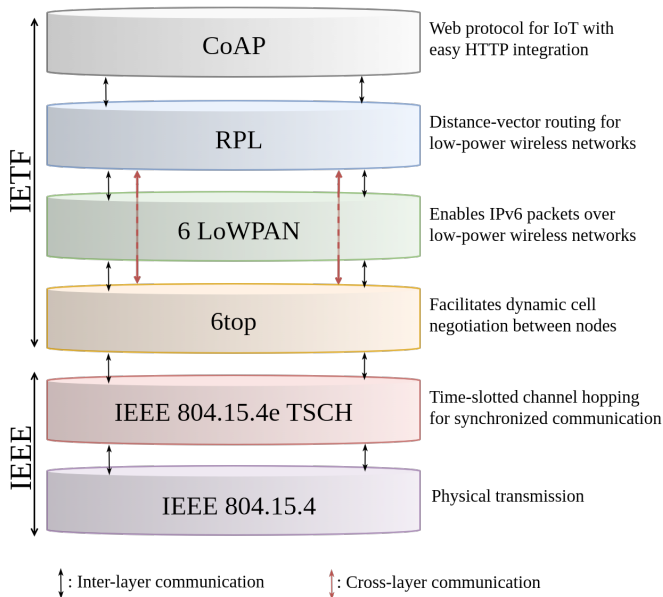 CoAP
Web protocol for IoT with
easy HTTP integration
IETF
RPL
Distance-vector routing for
low-power wireless networks
6 LoWPAN
Enables IPv6 packets over
low-power wireless networks
6top
Facilitates dynamic cell
negotiation between nodes
IEEE
IEEE 804.15.4e TSCH
Time-slotted channel hopping
for synchronized communication
IEEE 804.15.4
Physical transmission
: Inter-layer communication
: Cross-layer communication